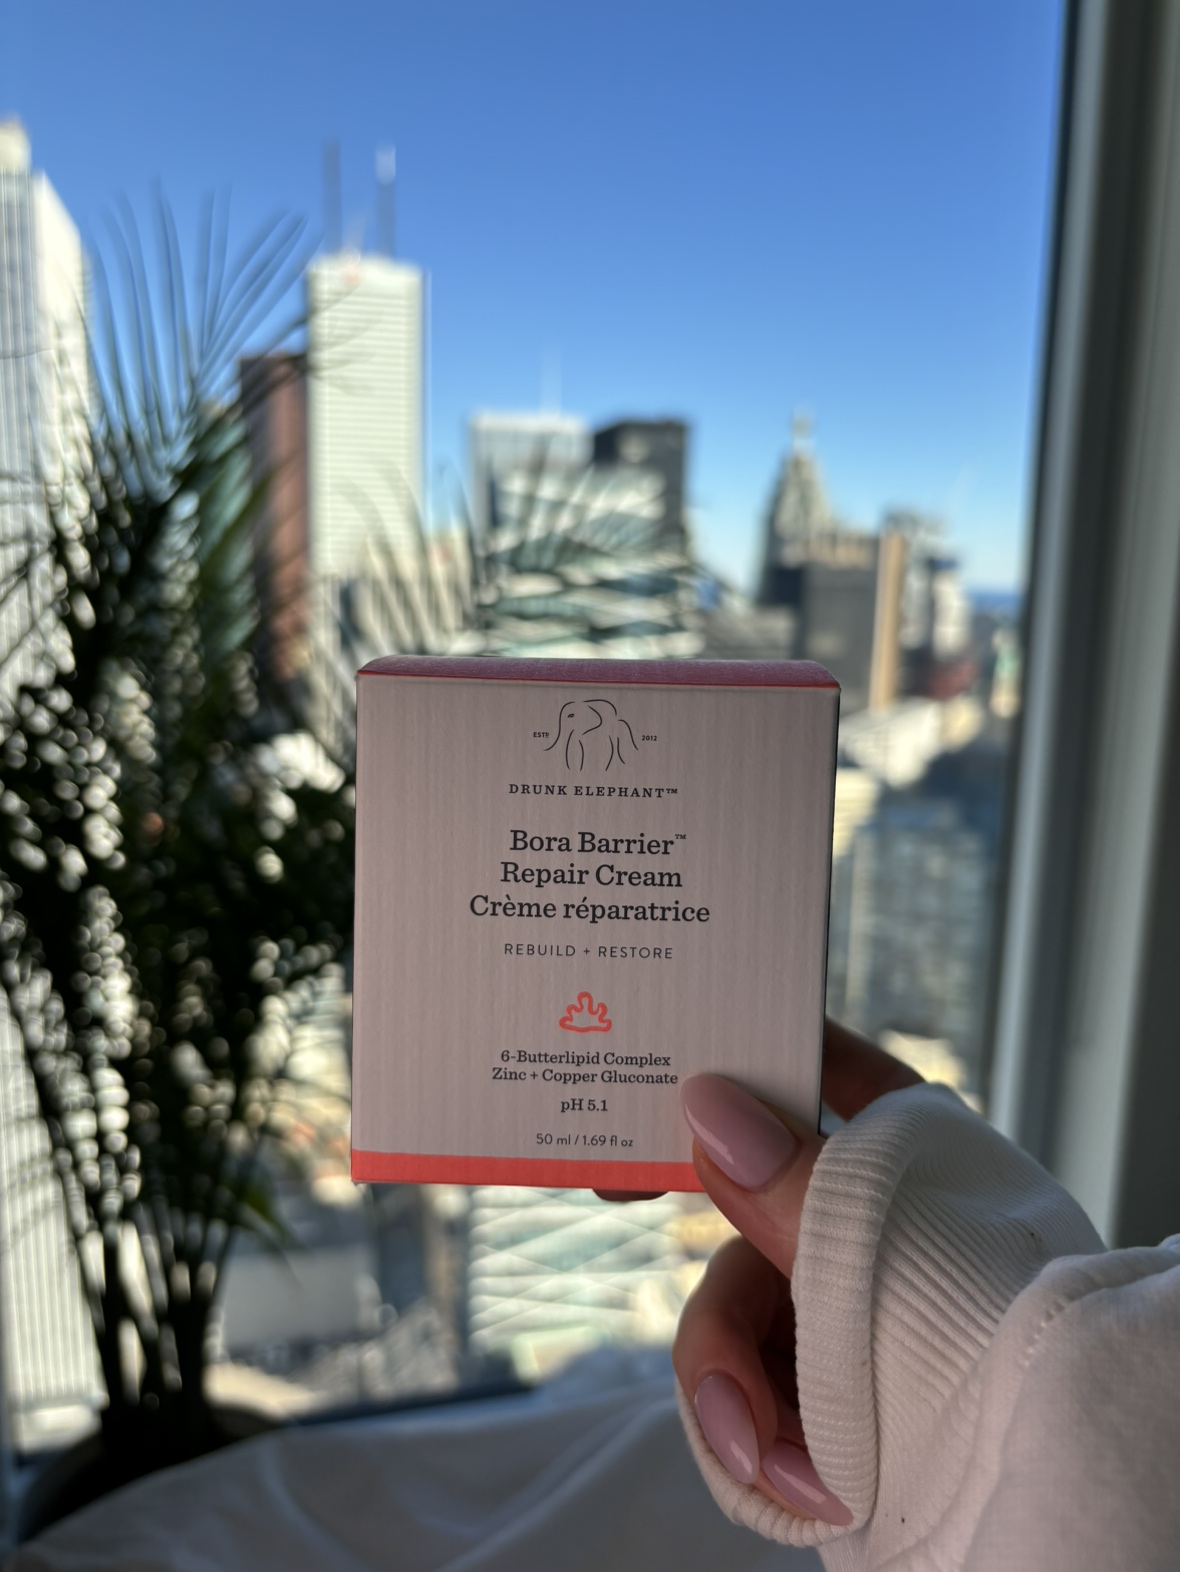 ESTD 2012
DRUNK ELEPHANT™
Bora Barrier™
Repair Cream
Crème réparatrice
REBUILD + RESTORE
6-Butterlipid Complex
Zinc + Copper Gluconate
pH 5.1
50 ml / 1.69 fl oz